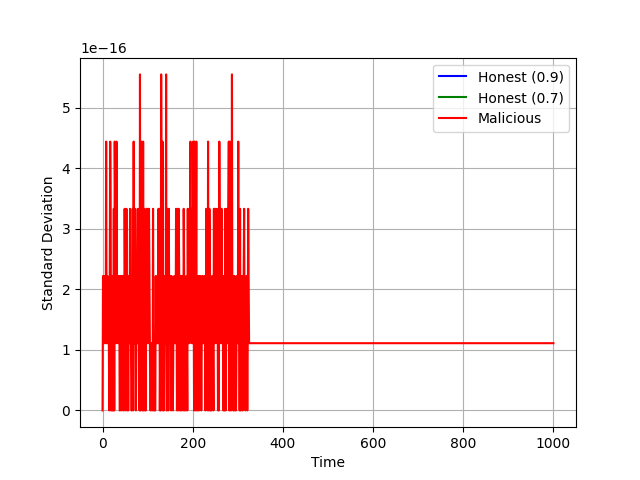 1e−16
Honest (0.9)
Honest (0.7)
Malicious
5
4
3
2
1
0
Standard Deviation
0
200
400
600
800
1000
Time